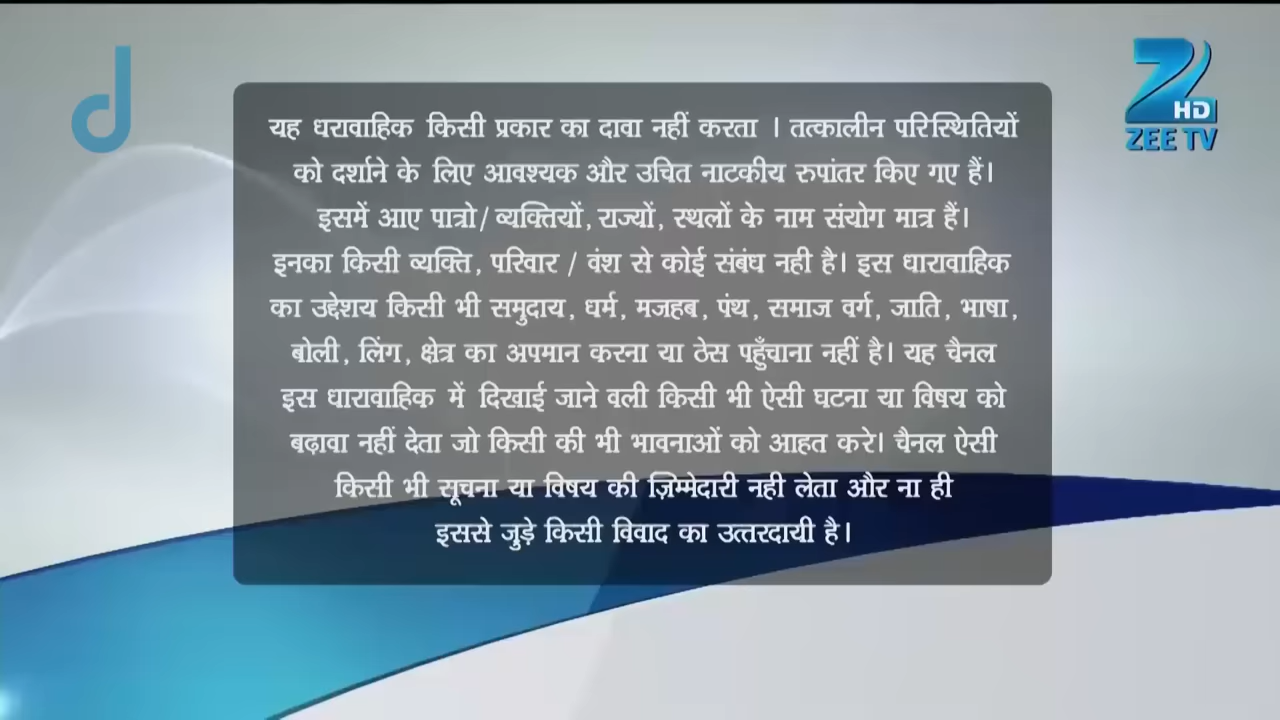 d
Z
HD
ZEE TV
यह धरावाहिक किसी प्रकार का दावा नहीं करता । तत्कालीन परिस्थितियों
को दर्शाने के लिए आवश्यक और उचित नाटकीय रुपांतर किए गए हैं।
इसमें आए पात्रो/ व्यक्तियों, राज्यों, स्थलों के नाम संयोग मात्र हैं।
इनका किसी व्यक्ति, परिवार / वंश से कोई संबंध नही है। इस धारावाहिक
का उद्देशय किसी भी समुदाय, धर्म, मजहब, पंथ, समाज वर्ग, जाति, भाषा,
बोली, लिंग, क्षेत्र का अपमान करना या ठेस पहुँचाना नहीं है। यह चैनल
इस धारावाहिक में दिखाई जाने वली किसी भी ऐसी घटना या विषय को
बढ़ावा नहीं देता जो किसी की भी भावनाओं को आहत करे। चैनल ऐसी
किसी भी सूचना या विषय की ज़िम्मेदारी नही लेता और ना ही
इससे जुड़े किसी विवाद का उत्तरदायी है।